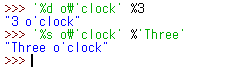 >>> '%d o₩'clock' %3
"3 o'clock"
>>> '%s o₩'clock' %'Three'
"Three o'clock"
>>>